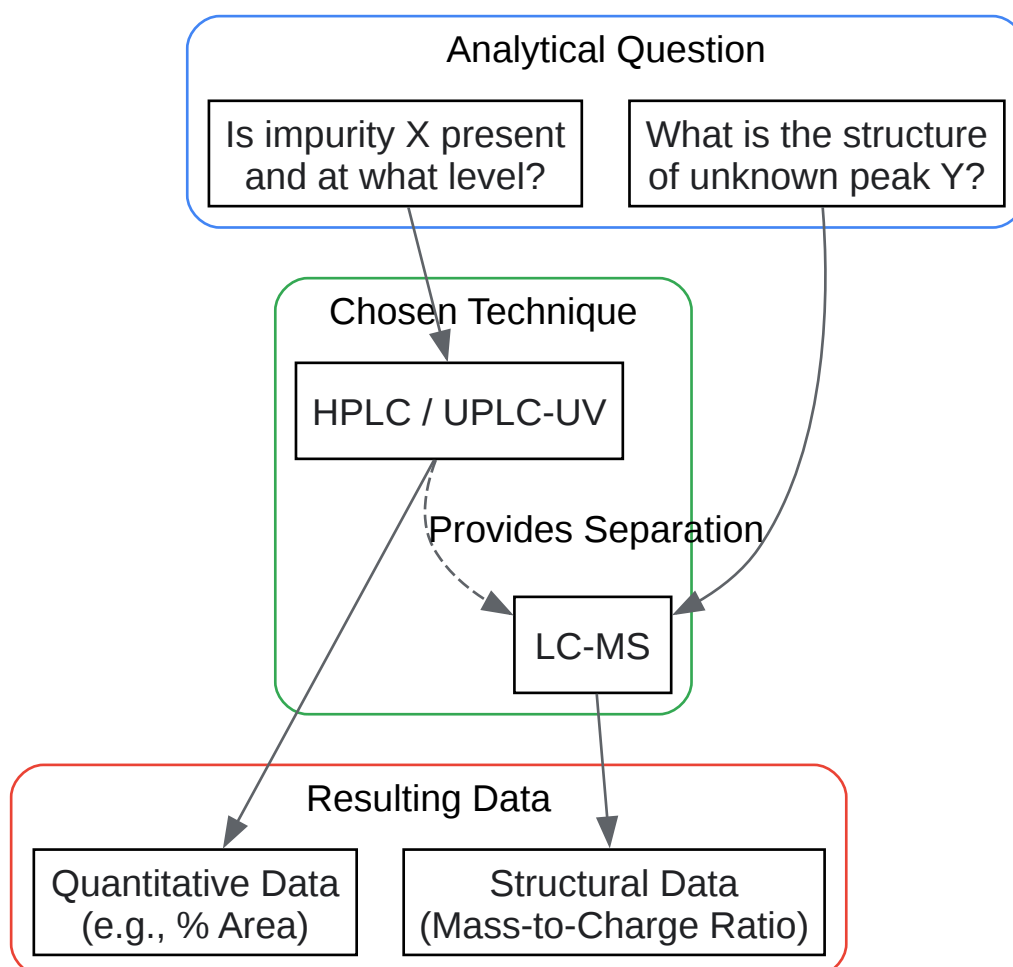 Analytical Question
Is impurity X present
and at what level?
What is the structure
of unknown peak Y?
Chosen Technique
HPLC / UPLC-UV
Provides Separation
LC-MS
Resulting Data
Quantitative Data
(e.g., % Area)
Structural Data
(Mass-to-Charge Ratio)